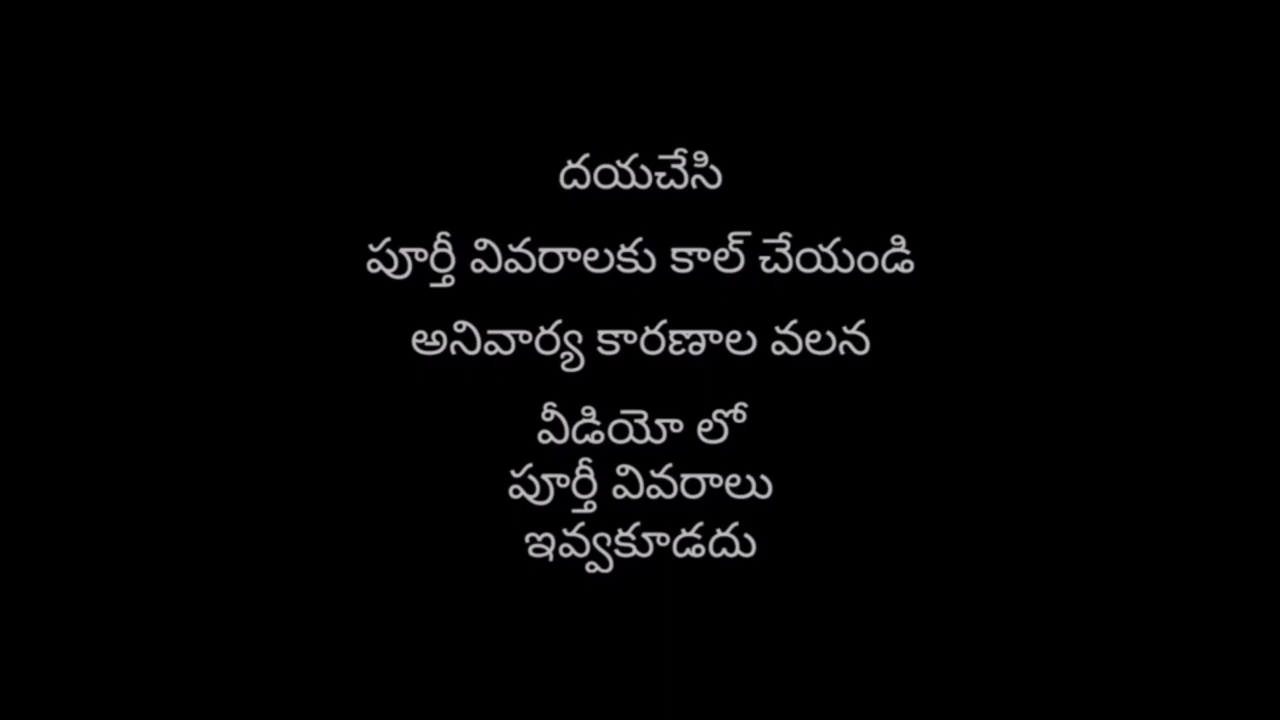 దయచేసి
పూర్తీ వివరాలకు కాల్ చేయండి
అనివార్య కారణాల వలన
వీడియో లో
పూర్తీ వివరాలు
ఇవ్వకూడదు